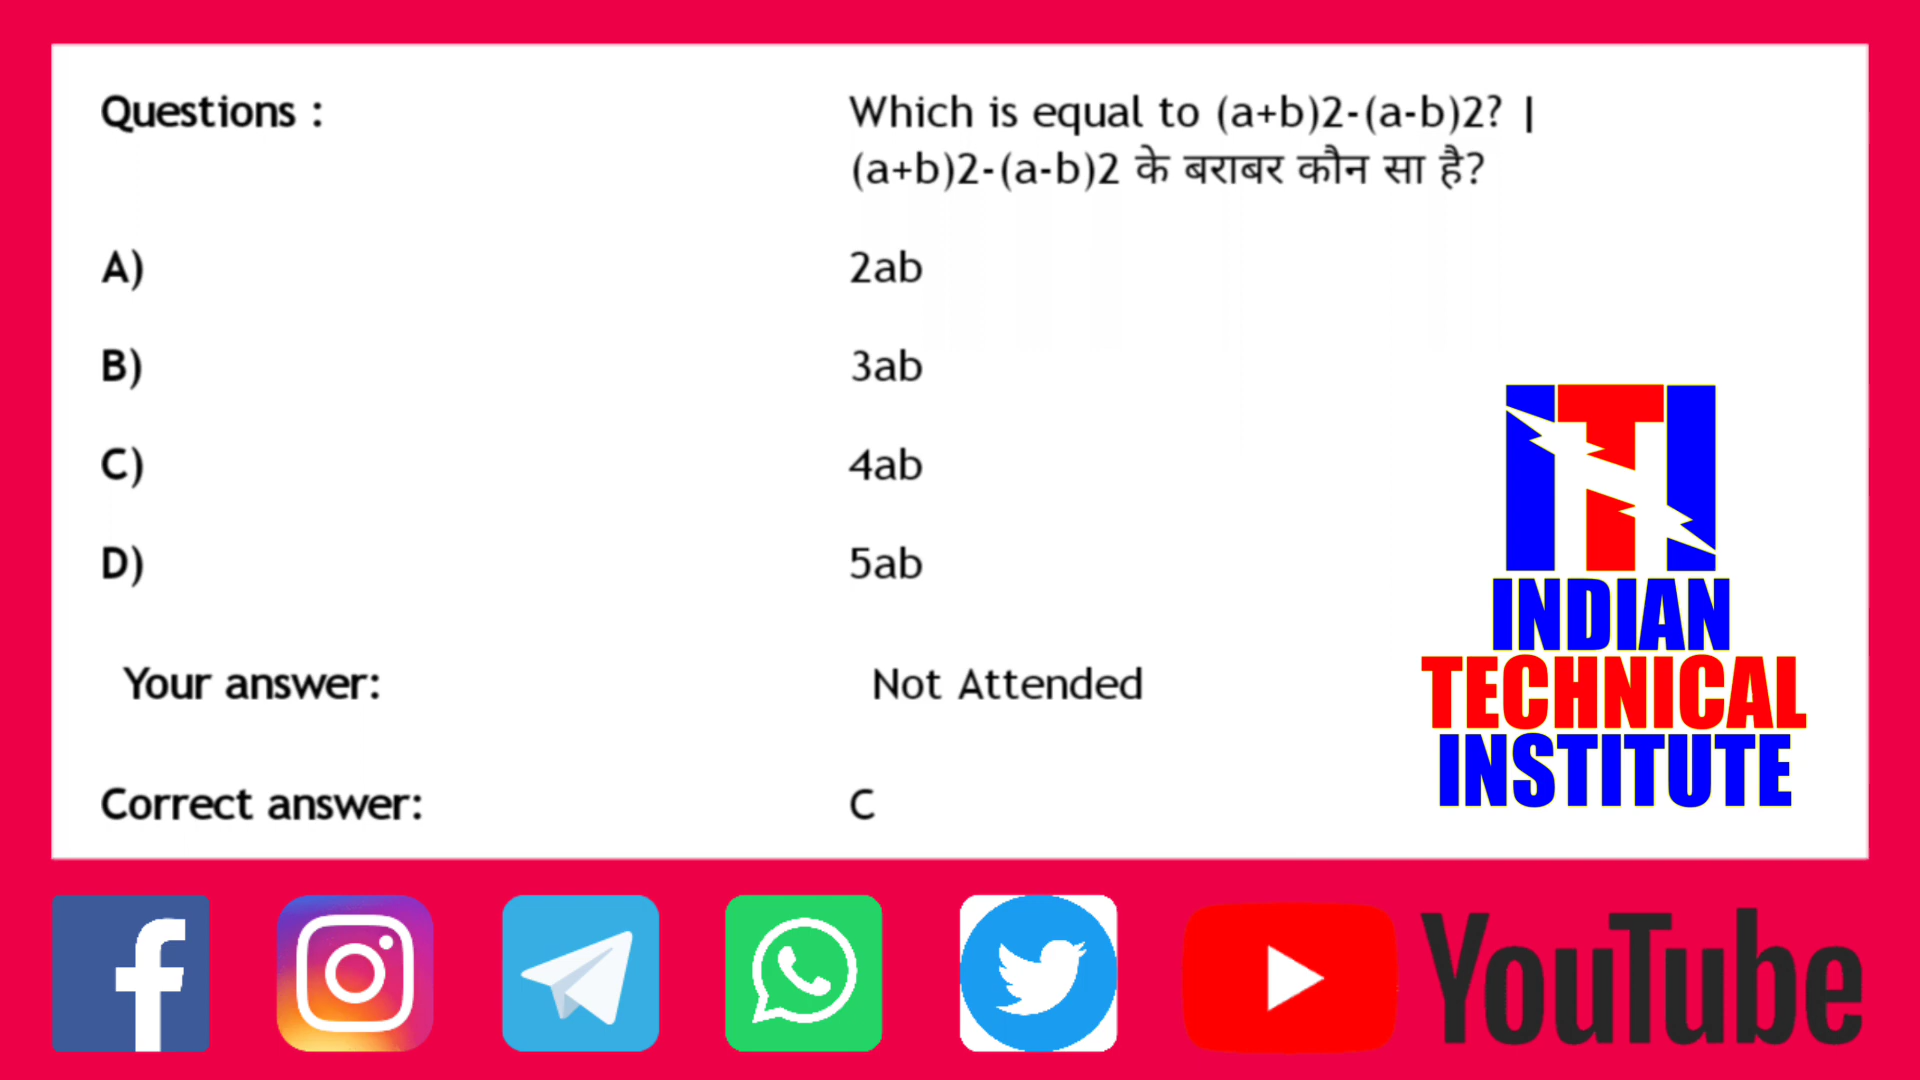 Questions :
Which is equal to (a+b)2-(a-b)2? |
(a+b)2-(a-b)2 के बराबर कौन सा है?
A) 2ab
B) 3ab
C) 4ab
D) 5ab
Your answer: Not Attended
Correct answer: C
ITI
INDIAN
TECHNICAL
INSTITUTE
YouTube